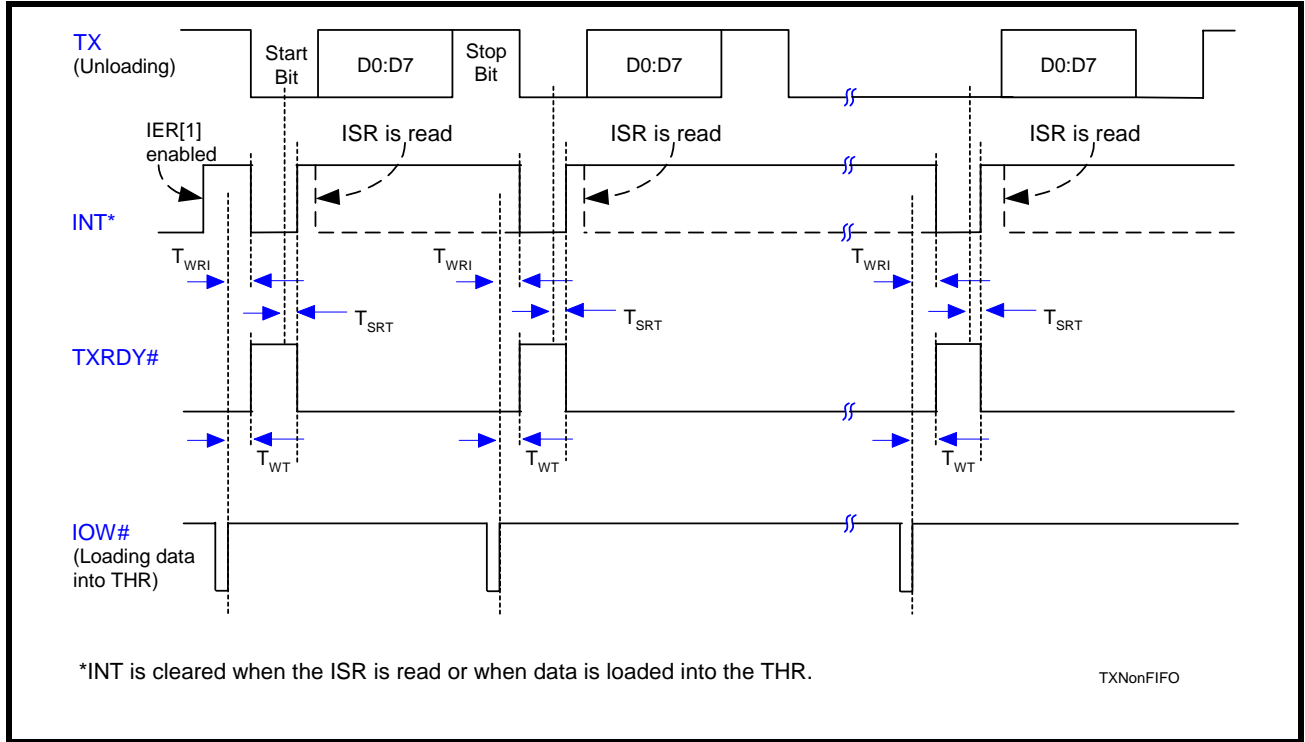 TX
(Unloading)
Start
Bit
D0:D7
Stop
Bit
D0:D7
D0:D7
IER[1]
enabled
ISR is read
ISR is read
ISR is read
INT*
TWRI
TWRI
TWRI
TSRT
TSRT
TSRT
TXRDY#
TWT
TWT
TWT
IOW#
(Loading data
into THR)
*INT is cleared when the ISR is read or when data is loaded into the THR.
TXNonFIFO